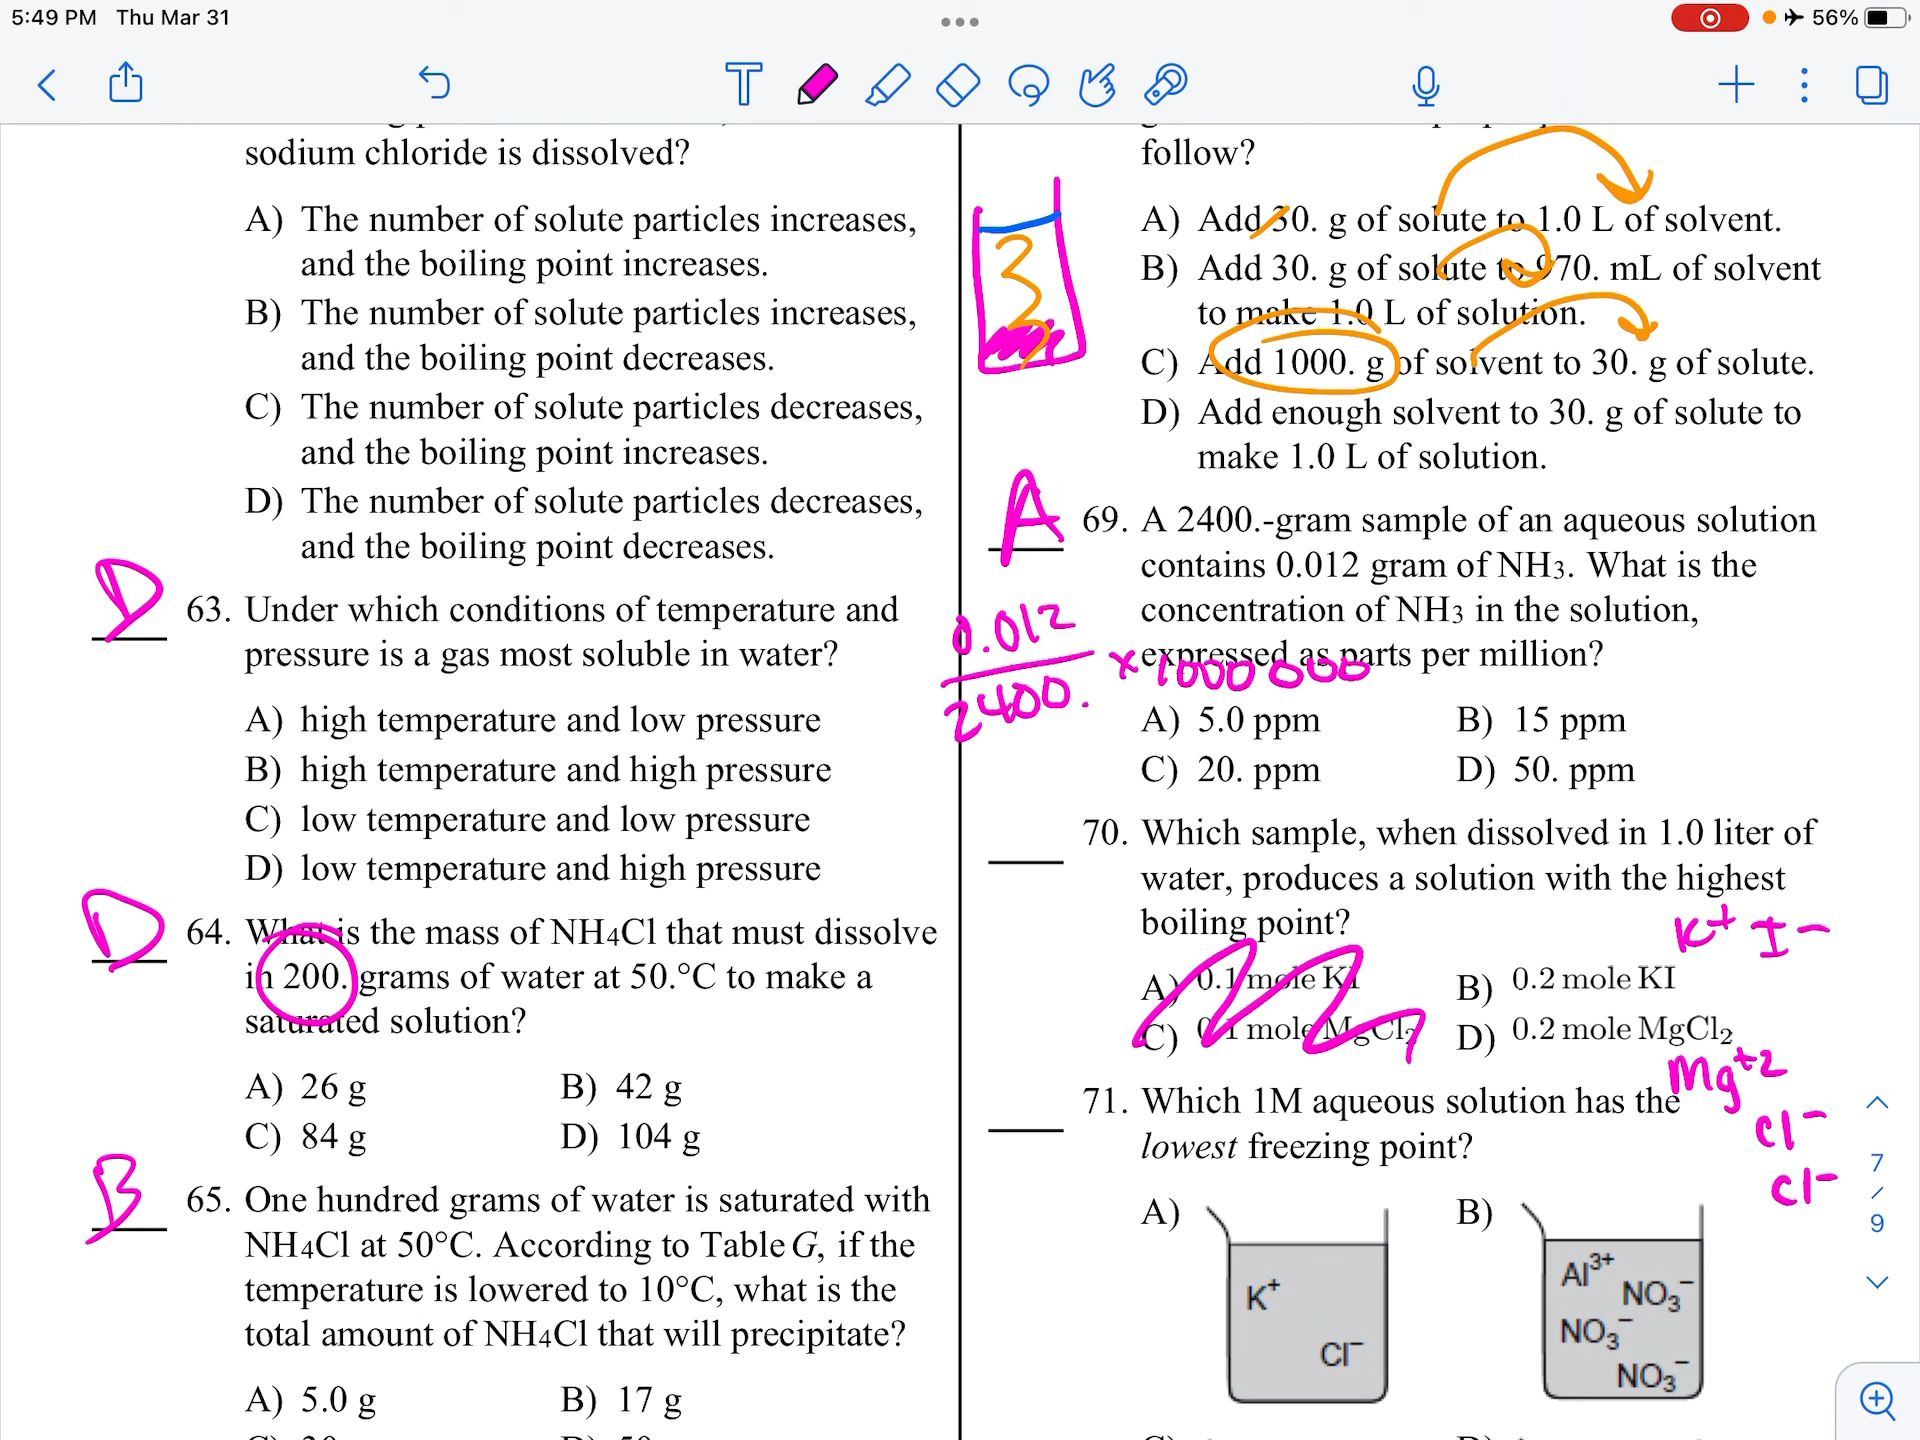 5:49 PM Thu Mar 31
56%
sodium chloride is dissolved?
A) The number of solute particles increases,
and the boiling point increases.
B) The number of solute particles increases,
and the boiling point decreases.
C) The number of solute particles decreases,
and the boiling point increases.
D) The number of solute particles decreases,
and the boiling point decreases.
D
63. Under which conditions of temperature and
pressure is a gas most soluble in water?
A) high temperature and low pressure
B) high temperature and high pressure
C) low temperature and low pressure
D) low temperature and high pressure
D
64. What is the mass of NH4Cl that must dissolve
in 200. grams of water at 50.°C to make a
saturated solution?
A) 26 g B) 42 g
C) 84 g D) 104 g
B
65. One hundred grams of water is saturated with
NH4Cl at 50°C. According to Table G, if the
temperature is lowered to 10°C, what is the
total amount of NH4Cl that will precipitate?
A) 5.0 g B) 17 g
follow?
A) Add 30. g of solute to 1.0 L of solvent.
B) Add 30. g of solute to 970. mL of solvent
to make 1.0 L of solution.
C) Add 1000. g of solvent to 30. g of solute.
D) Add enough solvent to 30. g of solute to
make 1.0 L of solution.
A
69. A 2400.-gram sample of an aqueous solution
contains 0.012 gram of NH3. What is the
concentration of NH3 in the solution,
expressed as parts per million?
0.012
2400.
×1000000
A) 5.0 ppm B) 15 ppm
C) 20. ppm D) 50. ppm
70. Which sample, when dissolved in 1.0 liter of
water, produces a solution with the highest
boiling point?
K+ I-
A) 0.1 mole KI B) 0.2 mole KI
C) 0.1 mole MgCl2 D) 0.2 mole MgCl2
Mg+2
Cl-
Cl-
71. Which 1M aqueous solution has the
lowest freezing point?
A) B)
K+
Cl−
Al3+
NO3−
NO3−
NO3−
7
/
9